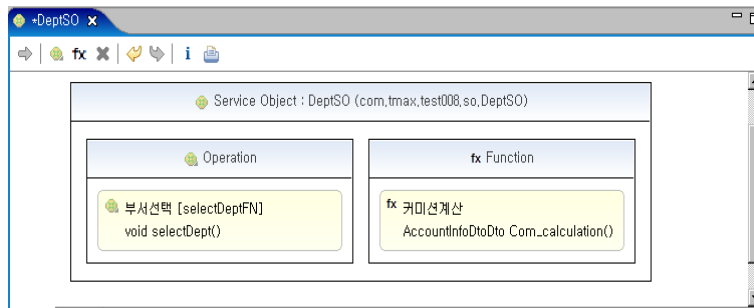 *DeptSO
fx
i
Service Object : DeptSO (com,tmax,test008,so,DeptSO)
Operation
부서선택 [selectDeptFN]
void selectDept()
fx Function
fx 커미션계산
AccountInfoDtoDto Com_calculation()